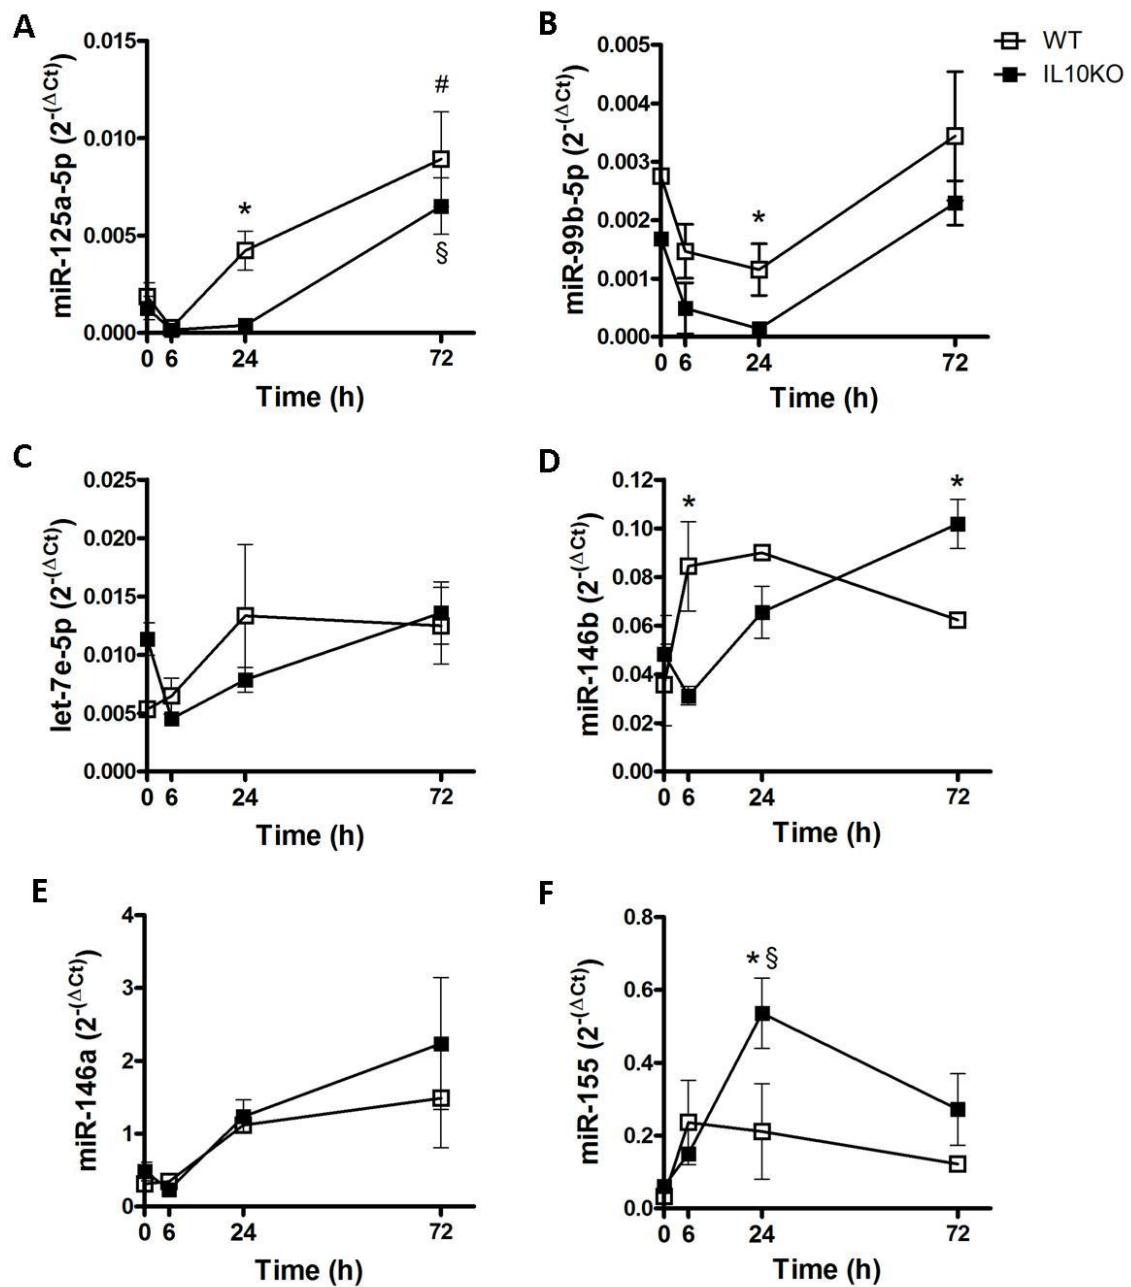 A
miR-125a-5p (2-(ΔCt))
0.015
0.010
0.005
0.000
*
#
§
0 6 24 72
Time (h)
B
miR-99b-5p (2-(ΔCt))
0.005
0.004
0.003
0.002
0.001
0.000
*
0 6 24 72
Time (h)
WT
IL10KO
C
let-7e-5p (2-(ΔCt))
0.025
0.020
0.015
0.010
0.005
0.000
0 6 24 72
Time (h)
D
miR-146b (2-(ΔCt))
0.12
0.10
0.08
0.06
0.04
0.02
0.00
*
*
0 6 24 72
Time (h)
E
miR-146a (2-(ΔCt))
4
3
2
1
0
0 6 24 72
Time (h)
F
miR-155 (2-(ΔCt))
0.8
0.6
0.4
0.2
0.0
* §
0 6 24 72
Time (h)